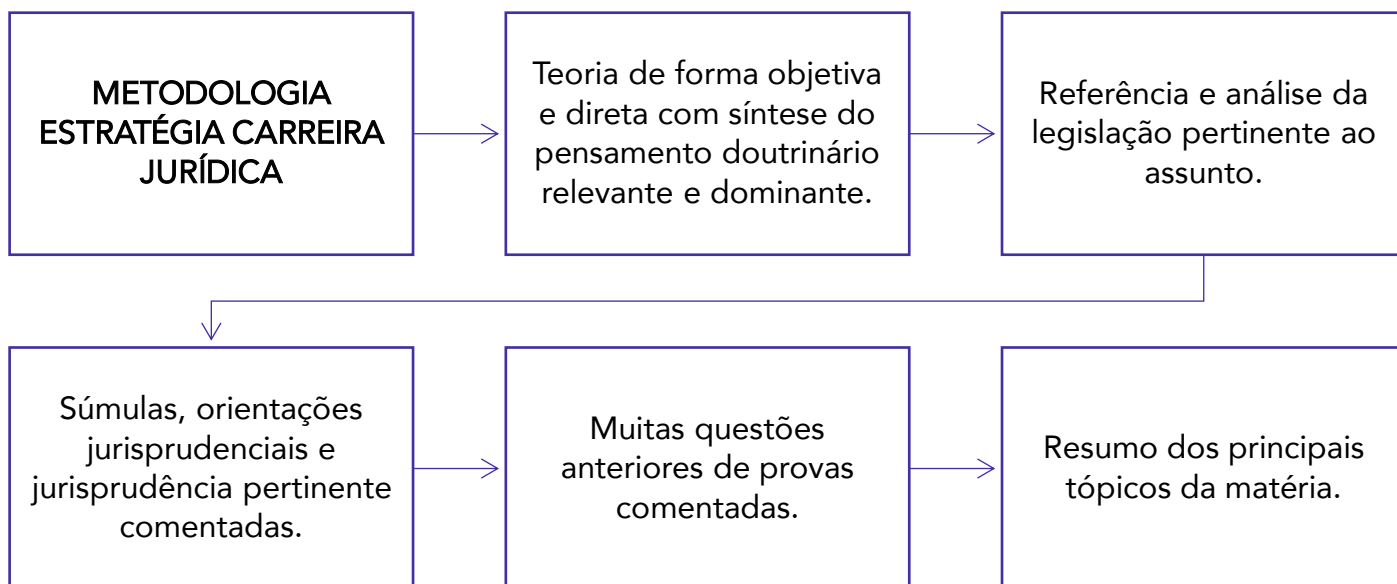 METODOLOGIA
ESTRATÉGIA CARREIRA
JURÍDICA
Teoria de forma objetiva
e direta com síntese do
pensamento doutrinário
relevante e dominante.
Referência e análise da
legislação pertinente ao
assunto.
Súmulas, orientações
jurisprudenciais e
jurisprudência pertinente
comentadas.
Muitas questões
anteriores de provas
comentadas.
Resumo dos principais
tópicos da matéria.